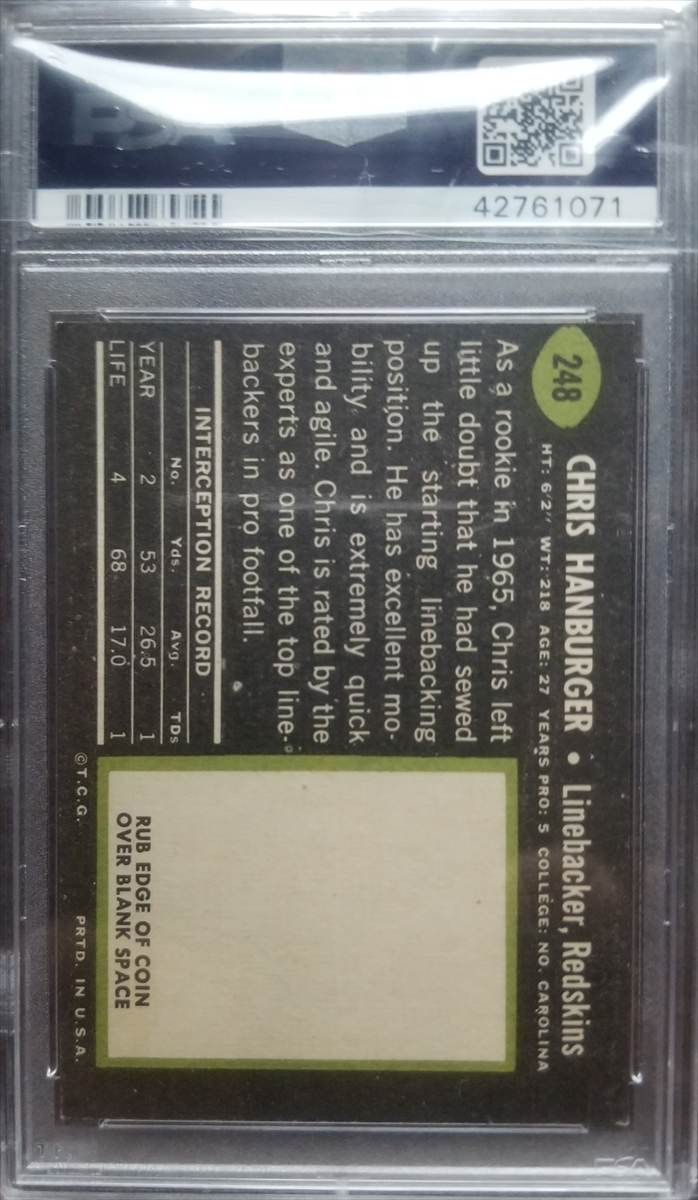 PSA
42761071
248
CHRIS HANBURGER • Linebacker, Redskins
HT: 6'2" WT: 218 AGE: 27 YEARS PRO: 5 COLLEGE: NO. CAROLINA
As a rookie in 1965, Chris left
little doubt that he had sewed
up the starting linebacking
position. He has excellent mo-
bility and is extremely quick
and agile. Chris is rated by the
experts as one of the top line-
backers in pro footfall.
INTERCEPTION RECORD
No. Yds. Avg. TDs
YEAR 2 53 26.5 1
LIFE 4 68 17.0 1
RUB EDGE OF COIN
OVER BLANK SPACE
©T.C.G. PRTD. IN U.S.A.